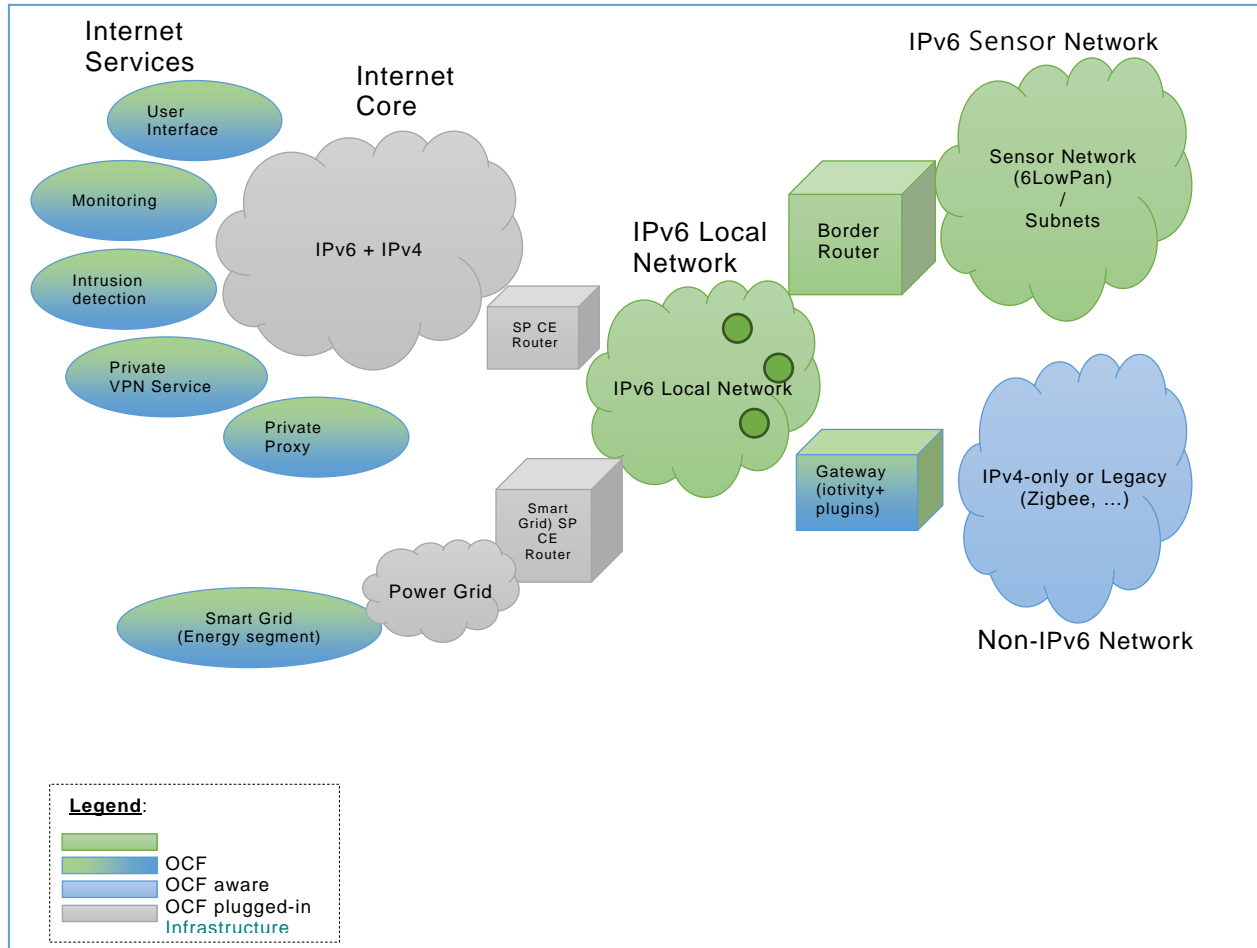 Internet
Services
User
Interface
Monitoring
Intrusion
detection
Private
VPN Service
Private
Proxy
Internet
Core
IPv6 + IPv4
SP CE
Router
IPv6 Local
Network
IPv6 Local Network
Border
Router
IPv6 Sensor Network
Sensor Network
(6LowPan)
/
Subnets
Gateway
(iotivity+
plugins)
IPv4-only or Legacy
(Zigbee, ...)
Non-IPv6 Network
Smart
Grid) SP
CE
Router
Power Grid
Smart Grid
(Energy segment)
Legend:
OCF
OCF aware
OCF plugged-in
Infrastructure